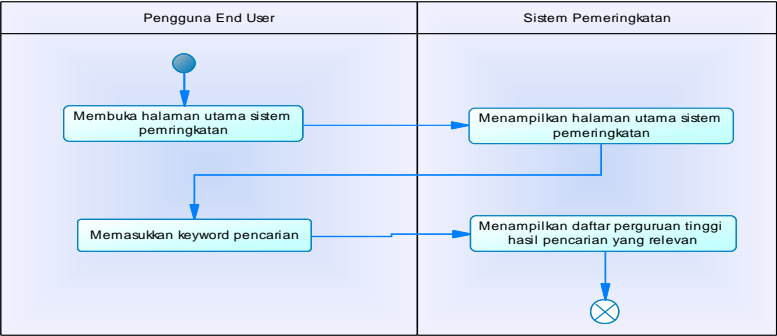 Pengguna End User
Sistem Pemeringkatan
Membuka halaman utama sistem
pemringkatan
Menampilkan halaman utama sistem
pemeringkatan
Memasukkan keyword pencarian
Menampilkan daftar perguruan tinggi
hasil pencarian yang relevan